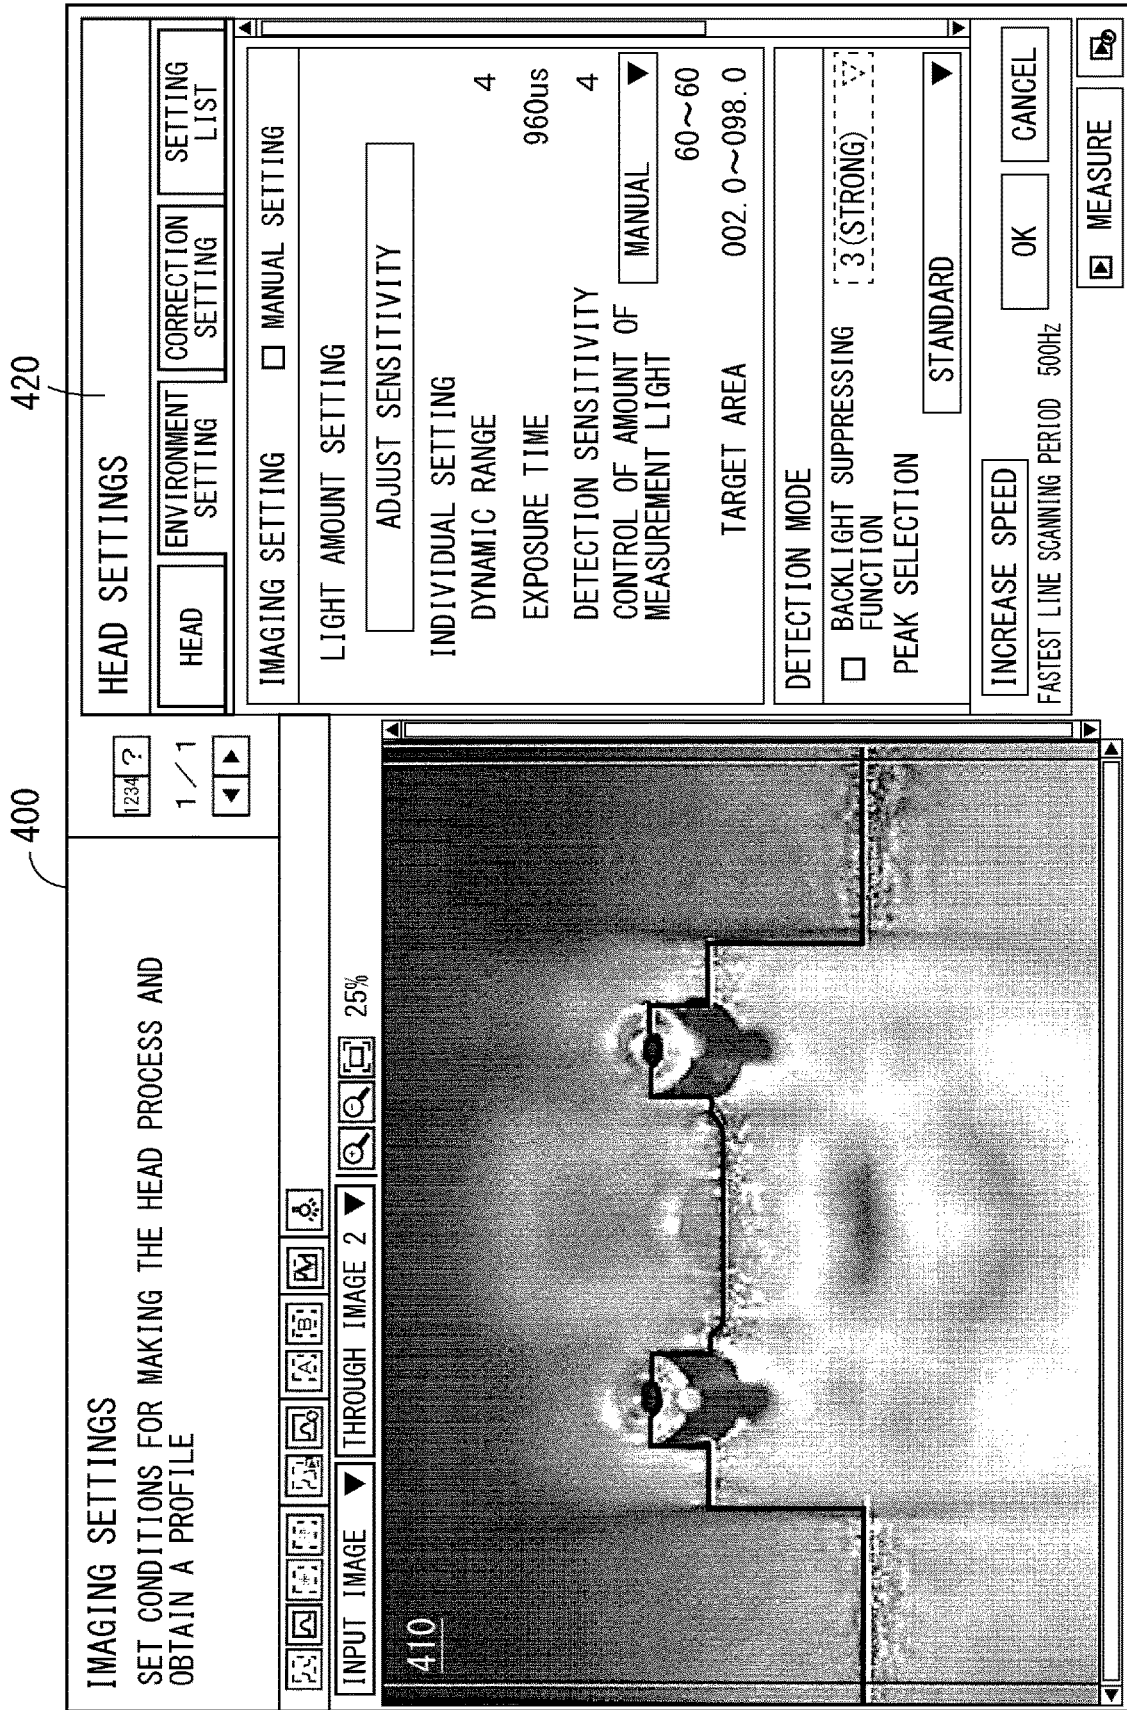 400
420
IMAGING SETTINGS
SET CONDITIONS FOR MAKING THE HEAD PROCESS AND
OBTAIN A PROFILE
1234 ?
1/1
A
B
INPUT IMAGE ▼
THROUGH IMAGE 2 ▼
25%
410
HEAD SETTINGS
HEAD
ENVIRONMENT
SETTING
CORRECTION
SETTING
SETTING
LIST
IMAGING SETTING
□ MANUAL SETTING
LIGHT AMOUNT SETTING
ADJUST SENSITIVITY
INDIVIDUAL SETTING
DYNAMIC RANGE 4
EXPOSURE TIME 960us
DETECTION SENSITIVITY 4
CONTROL OF AMOUNT OF
MEASUREMENT LIGHT
MANUAL ▼
60~60
TARGET AREA 002.0~098.0
DETECTION MODE
□ BACKLIGHT SUPPRESSING
FUNCTION
3(STRONG) ▽
PEAK SELECTION
STANDARD ▼
INCREASE SPEED
FASTEST LINE SCANNING PERIOD 500Hz
OK
CANCEL
MEASURE